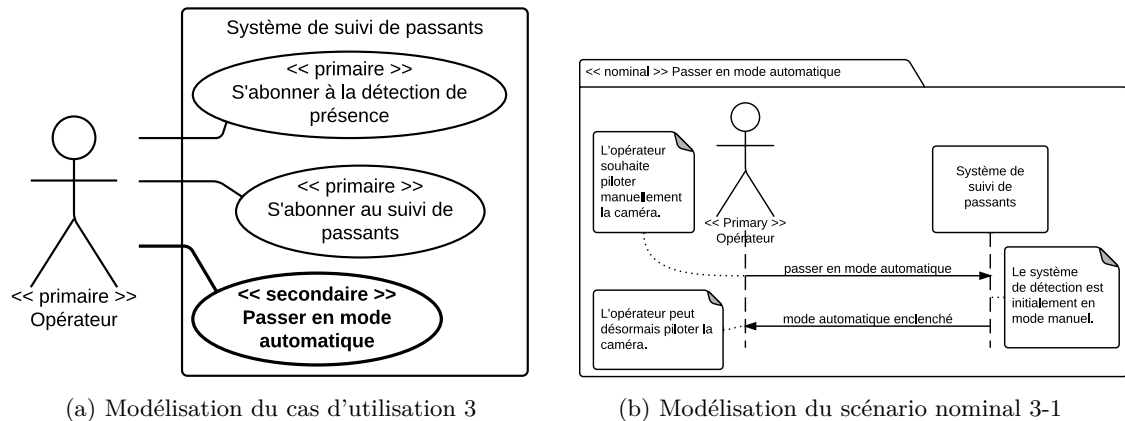 Système de suivi de passants
<< primaire >>
S'abonner à la détection de
présence
<< primaire >>
S'abonner au suivi de
passants
<< secondaire >>
Passer en mode
automatique
<< primaire >>
Opérateur
(a) Modélisation du cas d'utilisation 3
<< nominal >> Passer en mode automatique
L'opérateur
souhaite
piloter
manuellement
la caméra.
<< Primary >>
Opérateur
Système de
suivi de
passants
passer en mode automatique
Le système
de détection est
initialement en
mode manuel.
mode automatique enclenché
L'opérateur peut
désormais piloter la
caméra.
(b) Modélisation du scénario nominal 3-1